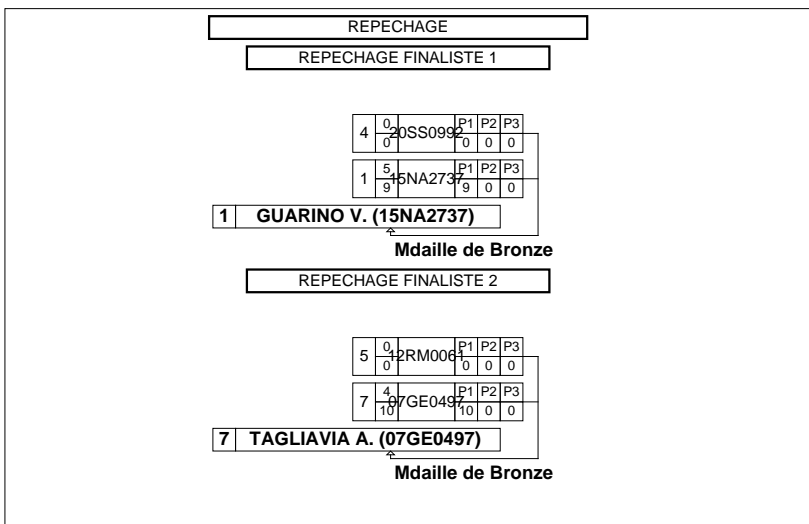 REPECHAGE
REPECHAGE FINALISTE 1
4 0 0 20SS0992 P1 P2 P3
0 0 0
1 5 9 15NA2737 P1 P2 P3
9 0 0
1 GUARINO V. (15NA2737)
Mdaille de Bronze
REPECHAGE FINALISTE 2
5 0 0 12RM0061 P1 P2 P3
0 0 0
7 4 10 07GE0497 P1 P2 P3
10 0 0
7 TAGLIAVIA A. (07GE0497)
Mdaille de Bronze